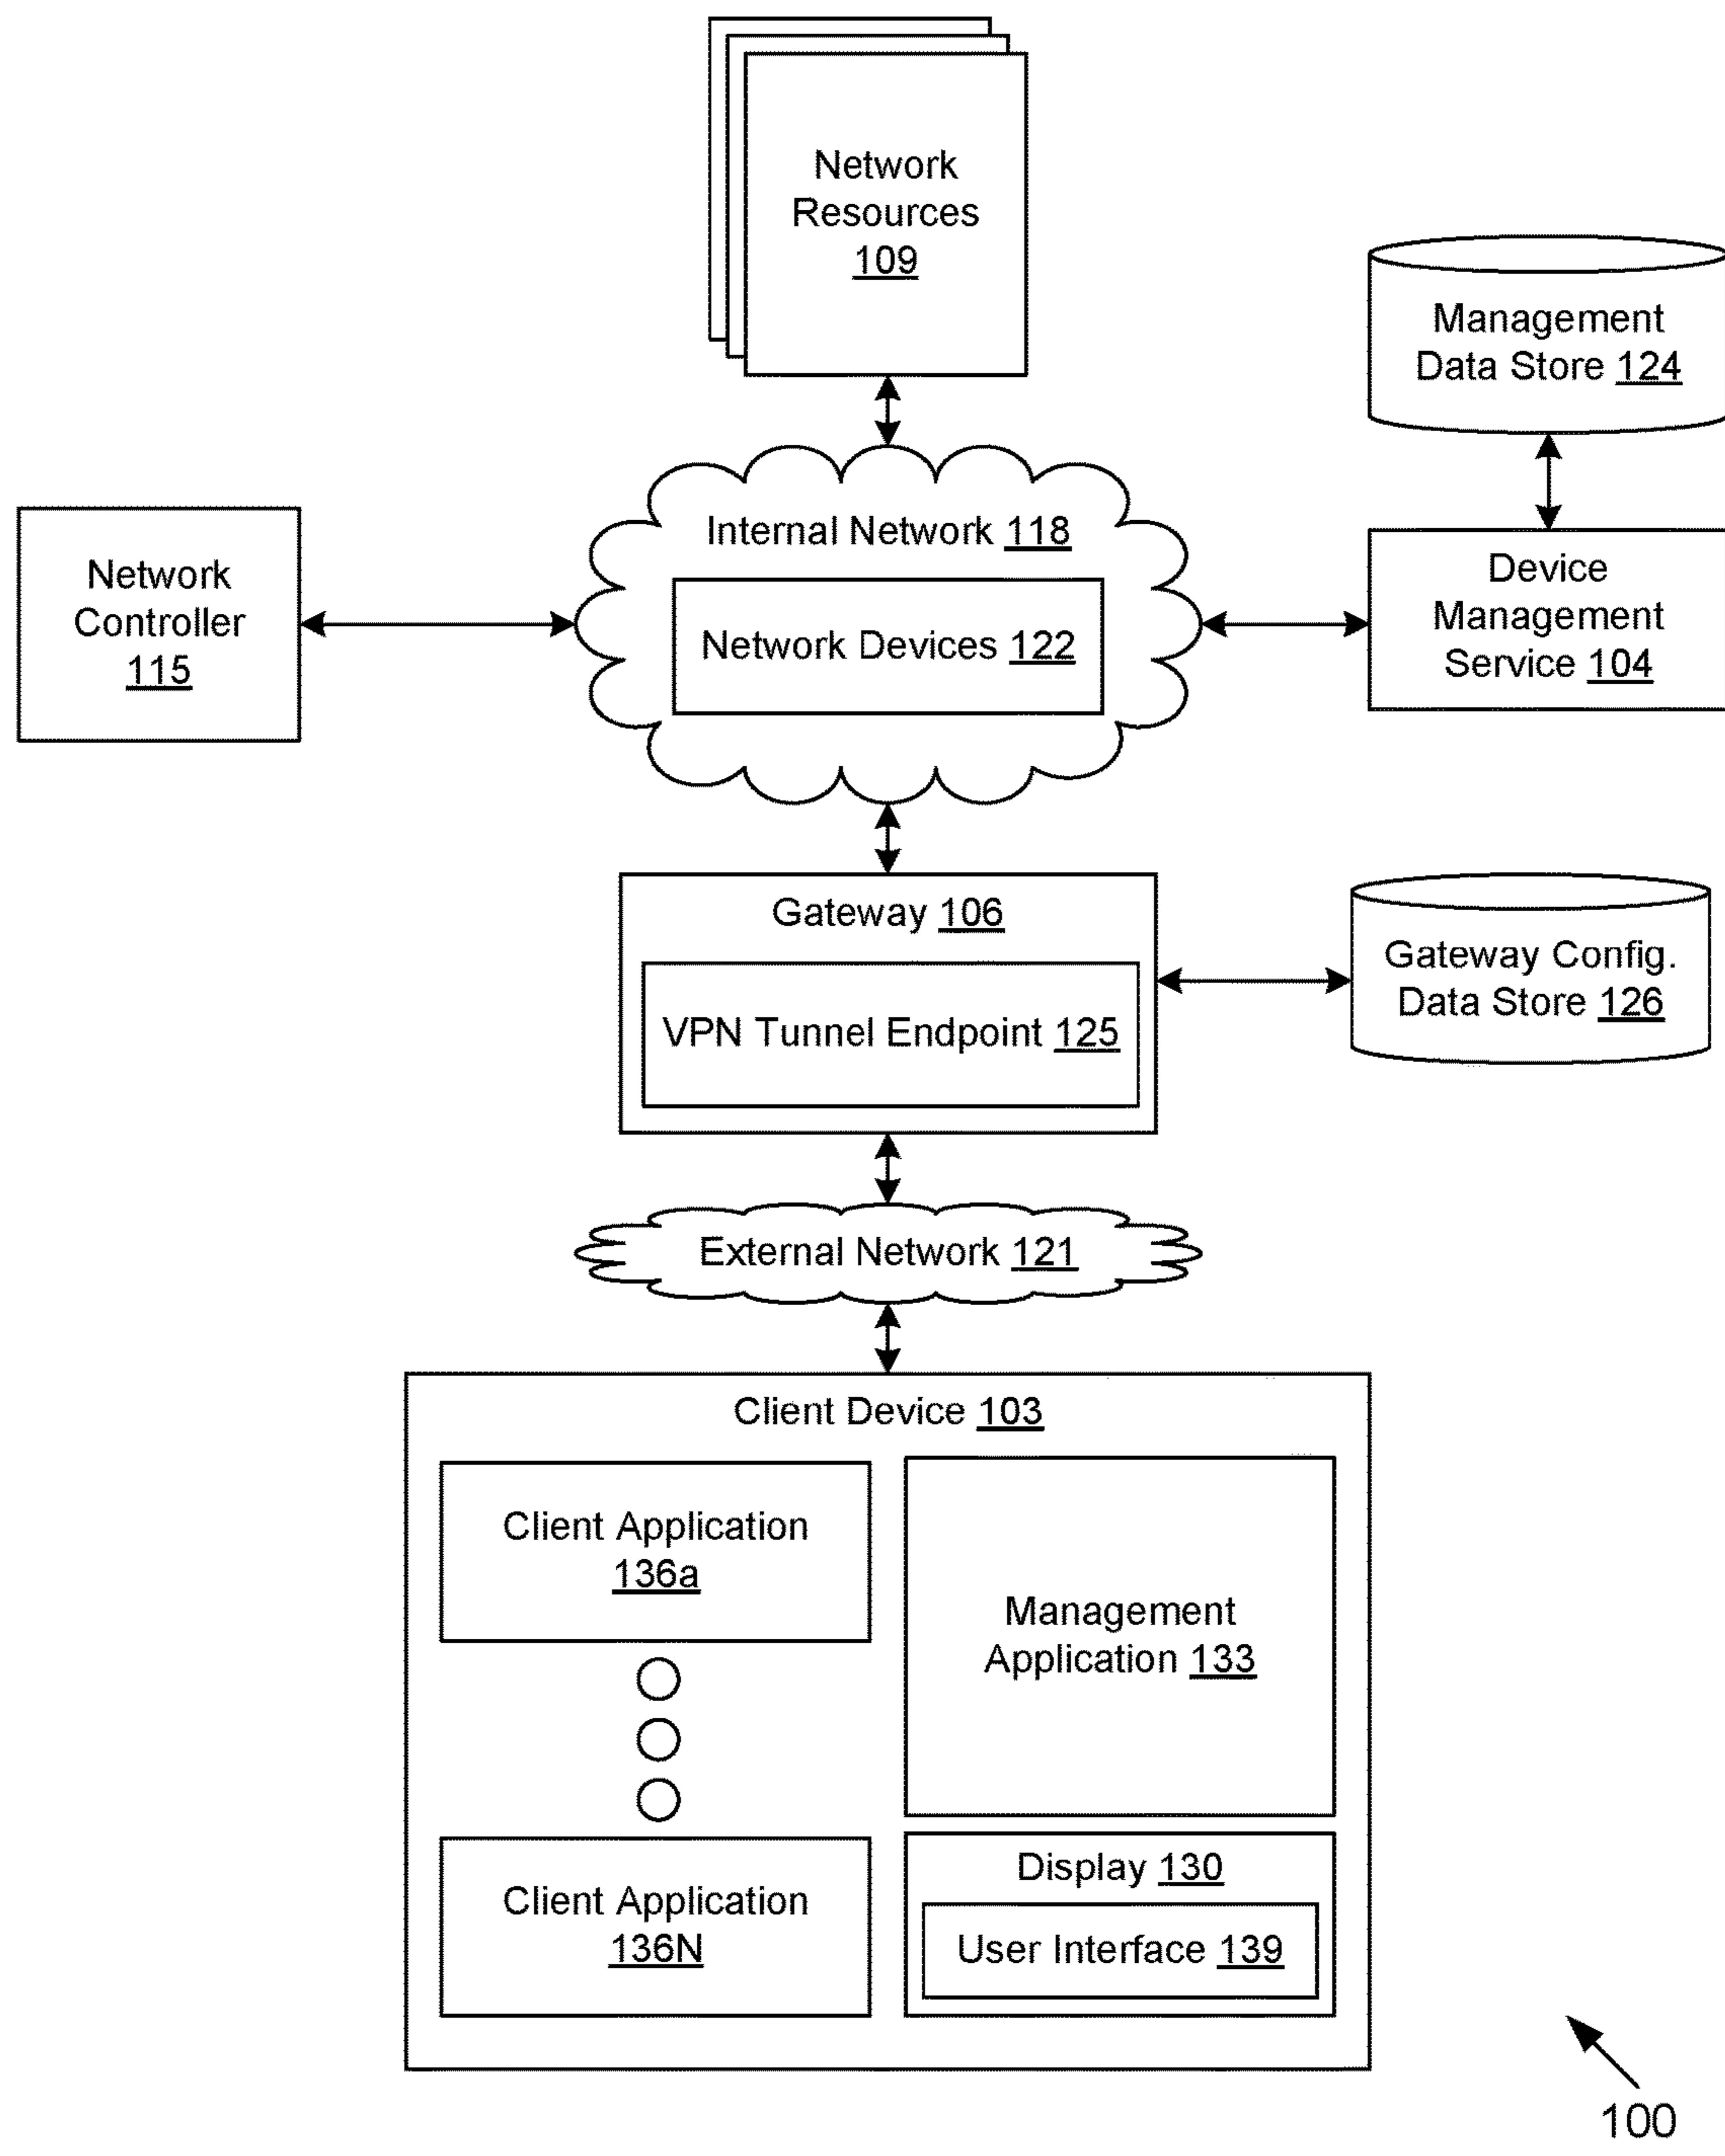 Network
Resources
109
Management
Data Store 124
Internal Network 118
Network Devices 122
Network
Controller
115
Device
Management
Service 104
Gateway 106
VPN Tunnel Endpoint 125
Gateway Config.
Data Store 126
External Network 121
Client Device 103
Client Application
136a
Management
Application 133
Client Application
136N
Display 130
User Interface 139
100